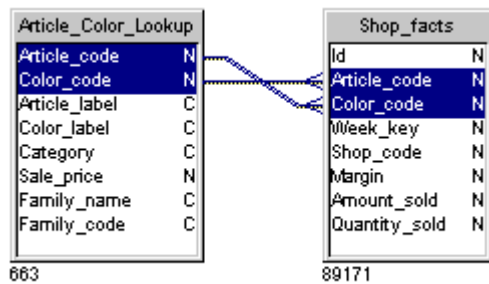 Article_Color_Lookup
Article_code N
Color_code N
Article_label C
Color_label C
Category C
Sale_price N
Family_name C
Family_code C
663
Shop_facts
Id N
Article_code N
Color_code N
Week_key N
Shop_code N
Margin N
Amount_sold N
Quantity_sold N
89171